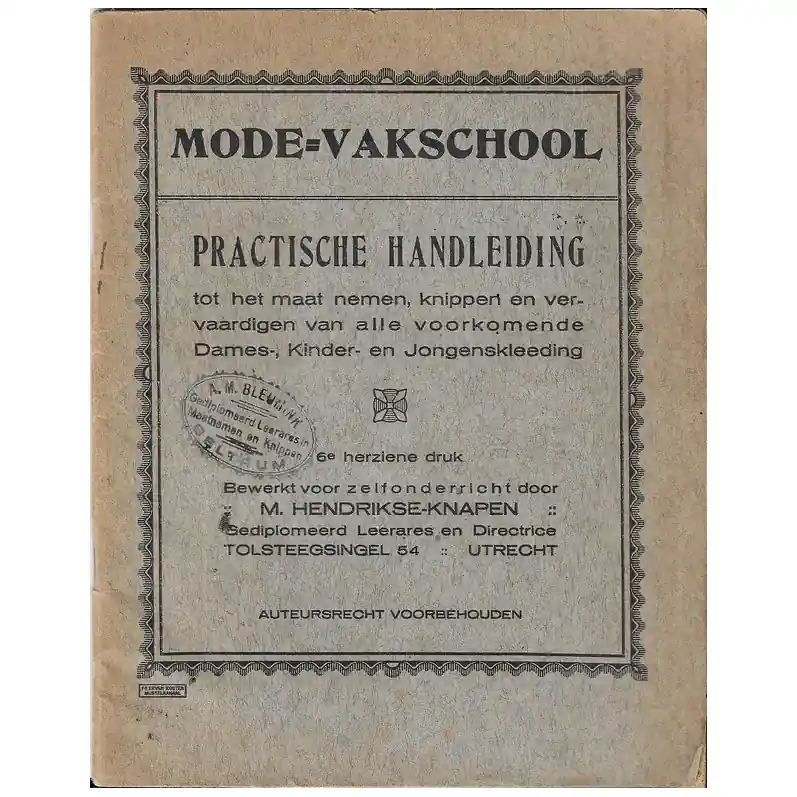 MODE=VAKSCHOOL
PRACTISCHE HANDLEIDING
tot het maat nemen, knippen en ver-
vaardigen van alle voorkomende
Dames-, Kinder- en Jongenskleeding
A. M. BLEUMINK
Gediplomeerd Leerares in
Maatnemen en Knippen
BELTRUM
6e herziene druk
Bewerkt voor zelfonderricht door
:: M. HENDRIKSE-KNAPEN ::
Gediplomeerd Leerares en Directrice
TOLSTEEGSINGEL 54 :: UTRECHT
AUTEURSRECHT VOORBEHOUDEN